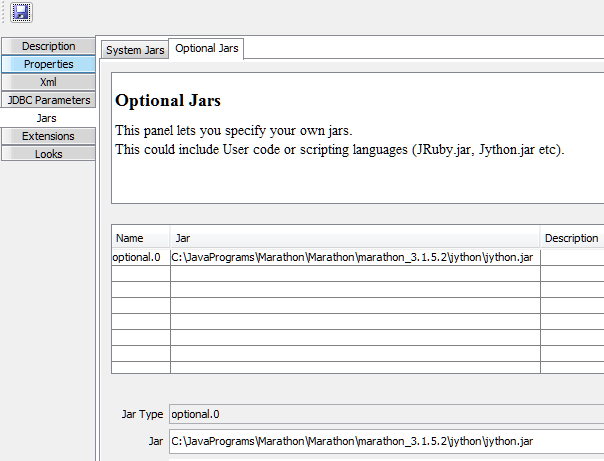 Description
Properties
Xml
JDBC Parameters
Jars
Extensions
Looks
System Jars
Optional Jars
Optional Jars
This panel lets you specify your own jars.
This could include User code or scripting languages (JRuby.jar, Jython.jar etc).
Name Jar Description
optional.0 C:\JavaPrograms\Marathon\Marathon\marathon_3.1.5.2\jython\jython.jar
Jar Type optional.0
Jar C:\JavaPrograms\Marathon\Marathon\marathon_3.1.5.2\jython\jython.jar